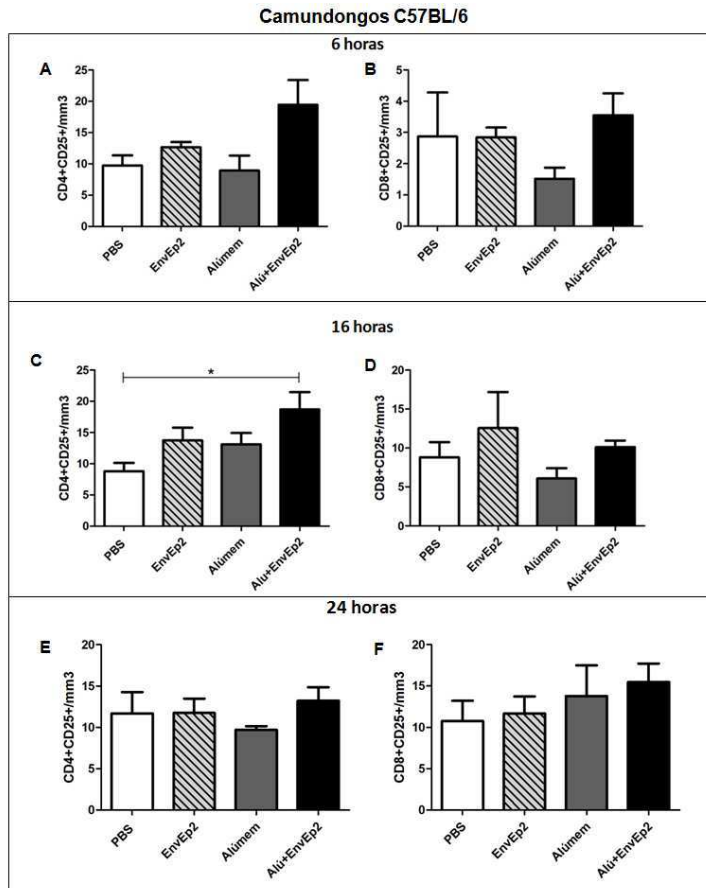 Camundongos C57BL/6
6 horas
A
CD4+CD25+/mm3
25
20
15
10
5
0
PBS
EnvEp2
Alúmem
Alú+EnvEp2
B
CD8+CD25+/mm3
5
4
3
2
1
0
PBS
EnvEp2
Alúmem
Alú+EnvEp2
16 horas
C
CD4+CD25+/mm3
25
20
15
10
5
0
*
PBS
EnvEp2
Alúmem
Alu+EnvEp2
D
CD8+CD25+/mm3
20
15
10
5
0
PBS
EnvEp2
Alúmem
Alú+EnvEp2
24 horas
E
CD4+CD25+/mm3
20
15
10
5
0
PBS
EnvEp2
Alúmem
Alú+EnvEp2
F
CD8+CD25+/mm3
20
15
10
5
0
PBS
EnvEp2
Alúmem
Alú+EnvEp2